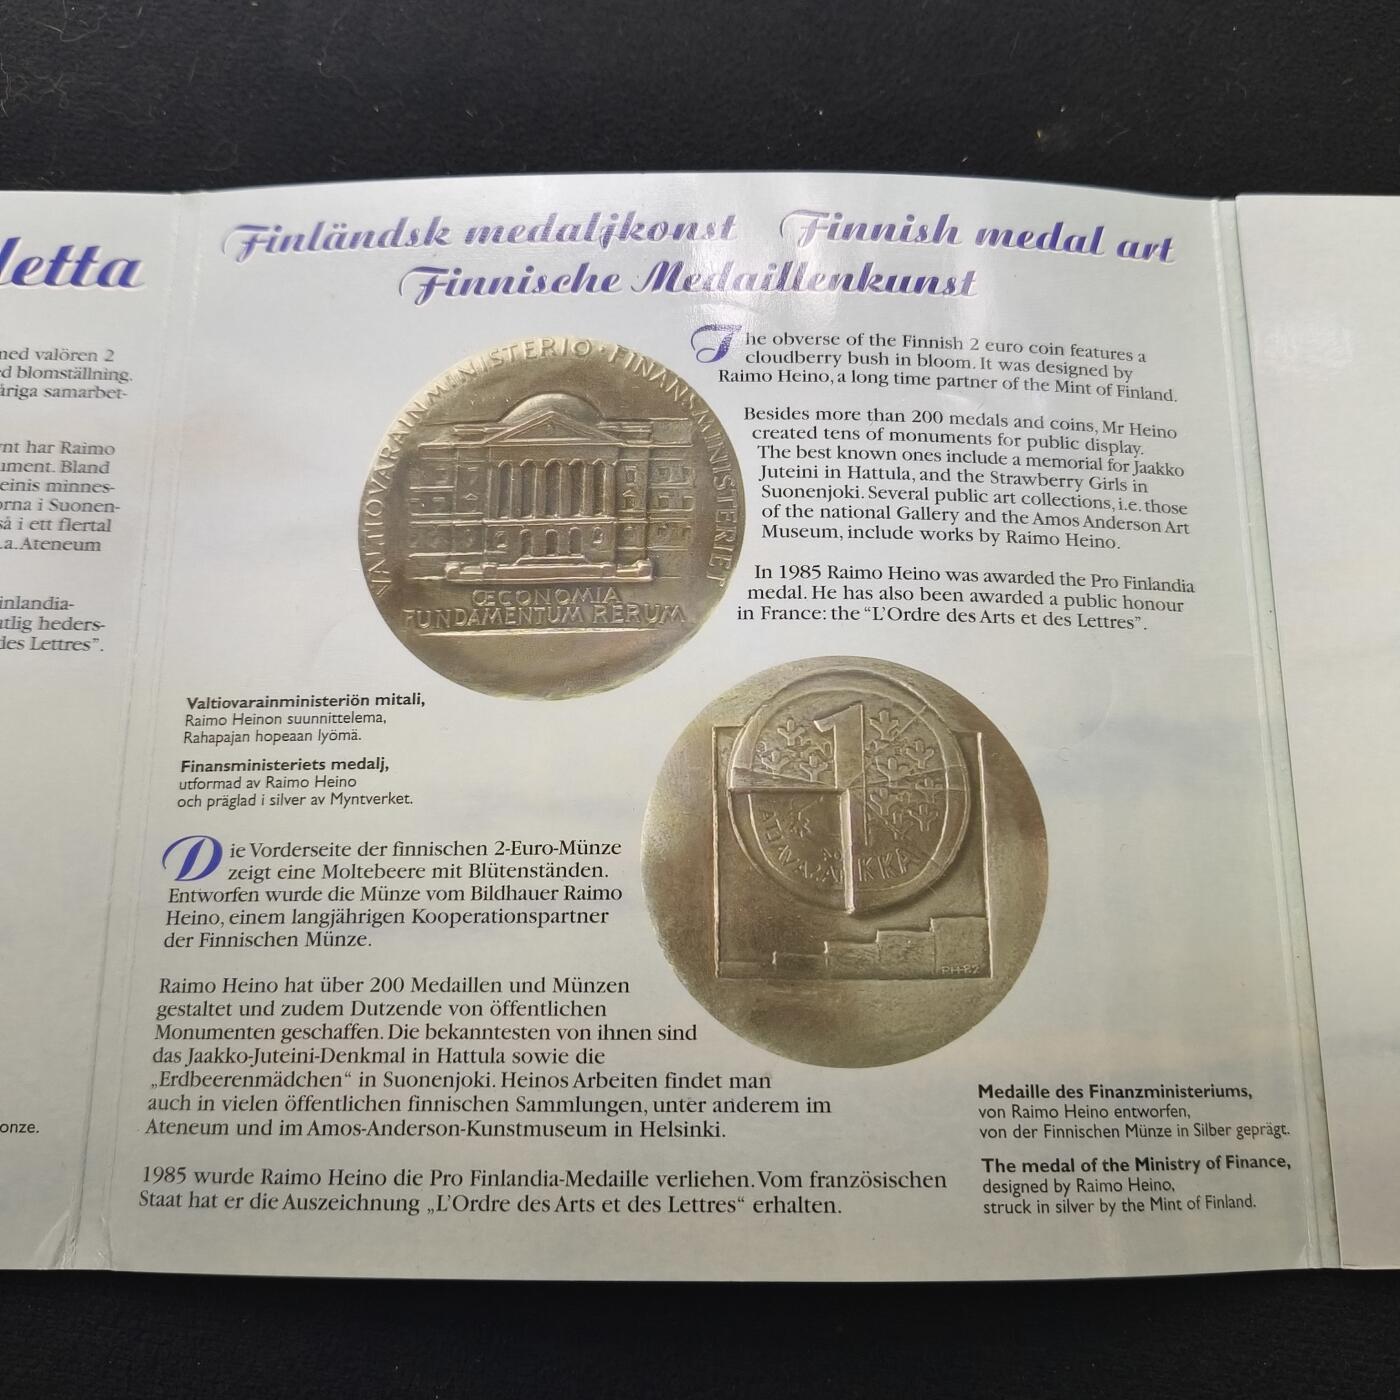 letta
ned valören 2
d blomställning.
åriga samarbet-
nt har Raimo
ument. Bland
einis minnes-
orna i Suonen-
så i ett flertal
.a. Ateneum
inlandia-
tlig heders-
des Lettres”.
onze.
Finländsk medaljkonst Finnish medal art
Finnische Medaillenkunst
VALTIOVARAINMINISTERIO · FINANSMINISTERIET
ŒCONOMIA
FUNDAMENTUM RERUM
The obverse of the Finnish 2 euro coin features a
cloudberry bush in bloom. It was designed by
Raimo Heino, a long time partner of the Mint of Finland.
Besides more than 200 medals and coins, Mr Heino
created tens of monuments for public display.
The best known ones include a memorial for Jaakko
Juteini in Hattula, and the Strawberry Girls in
Suonenjoki. Several public art collections, i.e. those
of the national Gallery and the Amos Anderson Art
Museum, include works by Raimo Heino.
In 1985 Raimo Heino was awarded the Pro Finlandia
medal. He has also been awarded a public honour
in France: the “L’Ordre des Arts et des Lettres”.
Valtiovarainministeriön mitali,
Raimo Heinon suunnittelema,
Rahapajan hopeaan lyömä.
Finansministeriets medalj,
utformad av Raimo Heino
och präglad i silver av Myntverket.
Die Vorderseite der finnischen 2-Euro-Münze
zeigt eine Moltebeere mit Blütenständen.
Entworfen wurde die Münze vom Bildhauer Raimo
Heino, einem langjährigen Kooperationspartner
der Finnischen Münze.
Raimo Heino hat über 200 Medaillen und Münzen
gestaltet und zudem Dutzende von öffentlichen
Monumenten geschaffen. Die bekanntesten von ihnen sind
das Jaakko-Juteini-Denkmal in Hattula sowie die
„Erdbeerenmädchen“ in Suonenjoki. Heinos Arbeiten findet man
auch in vielen öffentlichen finnischen Sammlungen, unter anderem im
Ateneum und im Amos-Anderson-Kunstmuseum in Helsinki.
1985 wurde Raimo Heino die Pro Finlandia-Medaille verliehen. Vom französischen
Staat hat er die Auszeichnung „L’Ordre des Arts et des Lettres“ erhalten.
1
Medaille des Finanzministeriums,
von Raimo Heino entworfen,
von der Finnischen Münze in Silber geprägt.
The medal of the Ministry of Finance,
designed by Raimo Heino,
struck in silver by the Mint of Finland.